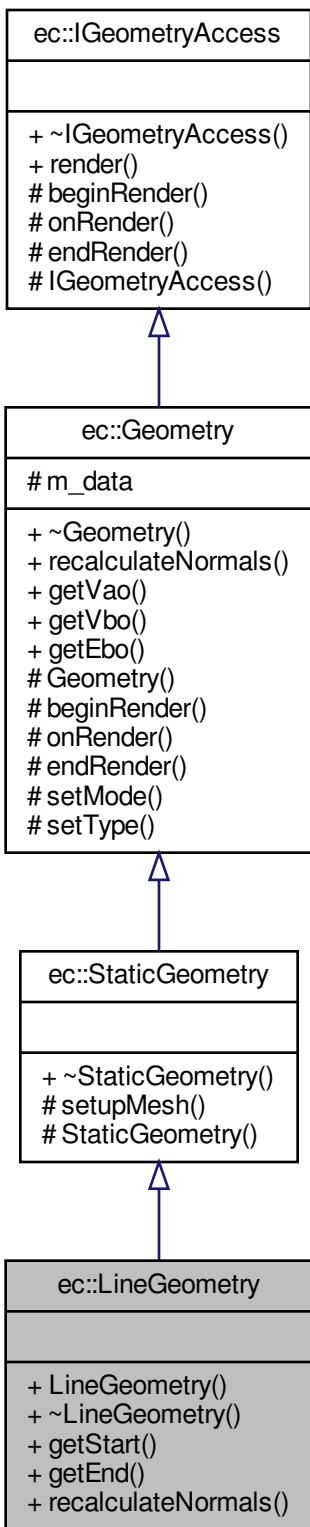 ec::IGeometryAccess
+ ~IGeometryAccess()
+ render()
# beginRender()
# onRender()
# endRender()
# IGeometryAccess()
ec::Geometry
# m_data
+ ~Geometry()
+ recalculateNormals()
+ getVao()
+ getVbo()
+ getEbo()
# Geometry()
# beginRender()
# onRender()
# endRender()
# setMode()
# setType()
ec::StaticGeometry
+ ~StaticGeometry()
# setupMesh()
# StaticGeometry()
ec::LineGeometry
+ LineGeometry()
+ ~LineGeometry()
+ getStart()
+ getEnd()
+ recalculateNormals()